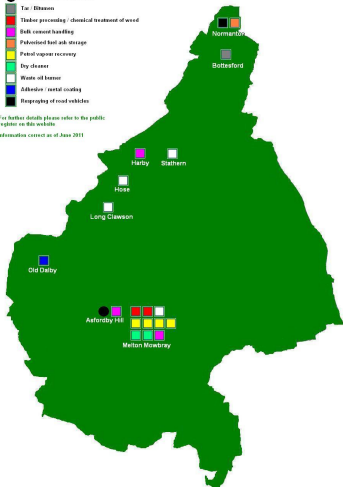 Tar / Bitumen
Timber processing / chemical treatment of wood
Bulk cement handling
Pulverised fuel ash storage
Petrol vapour recovery
Dry cleaner
Waste oil burner
Adhesive / metal coating
Respraying of road vehicles
For further details please refer to the public
register on this website
Information correct as of June 2011
Normanton
Bottesford
Harby
Stathern
Hose
Long Clawson
Old Dalby
Asfordby Hill
Melton Mowbray